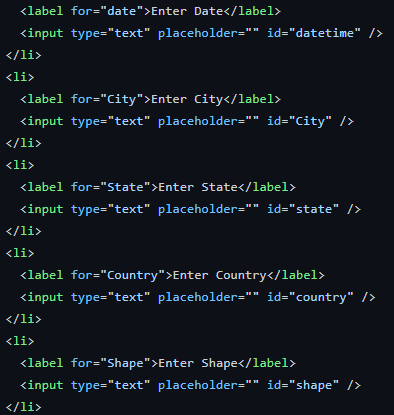 <label for="date">Enter Date</label>
<input type="text" placeholder="" id="datetime" />
</li>
<li>
<label for="City">Enter City</label>
<input type="text" placeholder="" id="City" />
</li>
<li>
<label for="State">Enter State</label>
<input type="text" placeholder="" id="state" />
</li>
<li>
<label for="Country">Enter Country</label>
<input type="text" placeholder="" id="country" />
</li>
<li>
<label for="Shape">Enter Shape</label>
<input type="text" placeholder="" id="shape" />
</li>